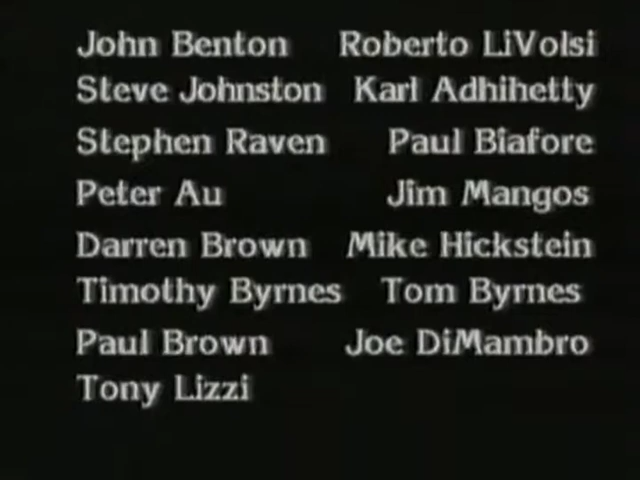 John Benton Roberto LiVolsi
Steve Johnston Karl Adhihetty
Stephen Raven Paul Biafore
Peter Au Jim Mangos
Darren Brown Mike Hickstein
Timothy Byrnes Tom Byrnes
Paul Brown Joe DiMambro
Tony Lizzi